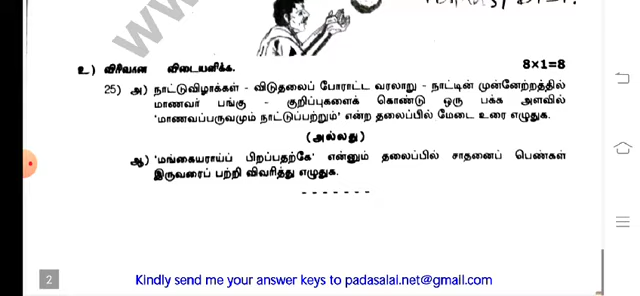 உ) விரிவான விடையளிக்க. 8×1=8
25) அ) நாட்டுவிழாக்கள் - விடுதலைப் போராட்ட வரலாறு - நாட்டின் முன்னேற்றத்தில்
மாணவர் பங்கு - குறிப்புகளைக் கொண்டு ஒரு பக்க அளவில்
'மாணவப்பருவமும் நாட்டுப்பற்றும்' என்ற தலைப்பில் மேடை உரை எழுதுக.
(அல்லது)
ஆ) 'மங்கையராய்ப் பிறப்பதற்கே' என்னும் தலைப்பில் சாதனைப் பெண்கள்
இருவரைப் பற்றி விவரித்து எழுதுக.
- - - - - - -
2
Kindly send me your answer keys to padasalai.net@gmail.com